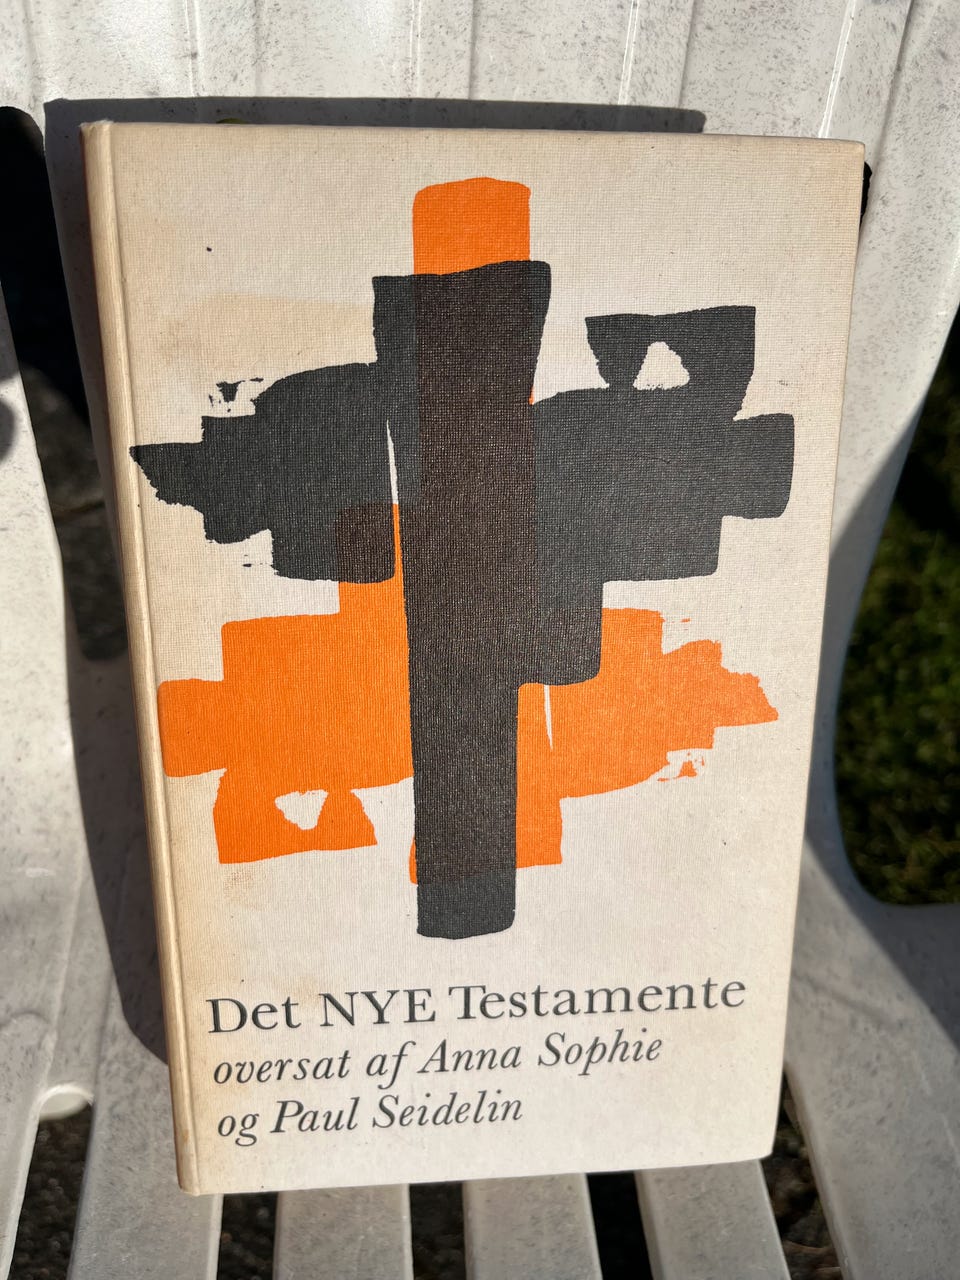 Det NYE Testamente
oversat af Anna Sophie
og Paul Seidelin